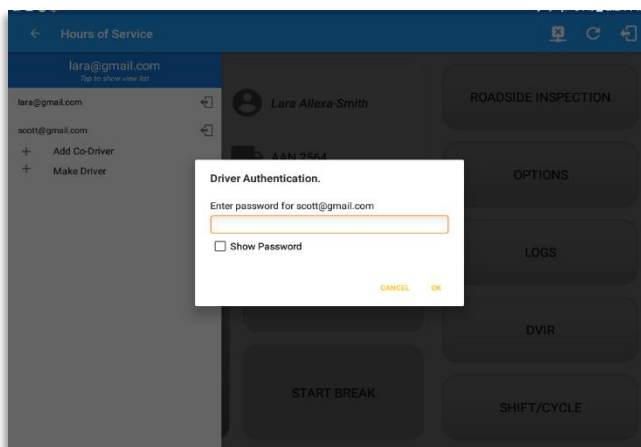 Hours of Service
lara@gmail.com
Tap to show view list
lara@gmail.com
scott@gmail.com
+ Add Co-Driver
+ Make Driver
Lara Allexa-Smith
AAN 2564
ROADSIDE INSPECTION
OPTIONS
LOGS
DVIR
SHIFT/CYCLE
START BREAK
Driver Authentication.
Enter password for scott@gmail.com
Show Password
CANCEL OK